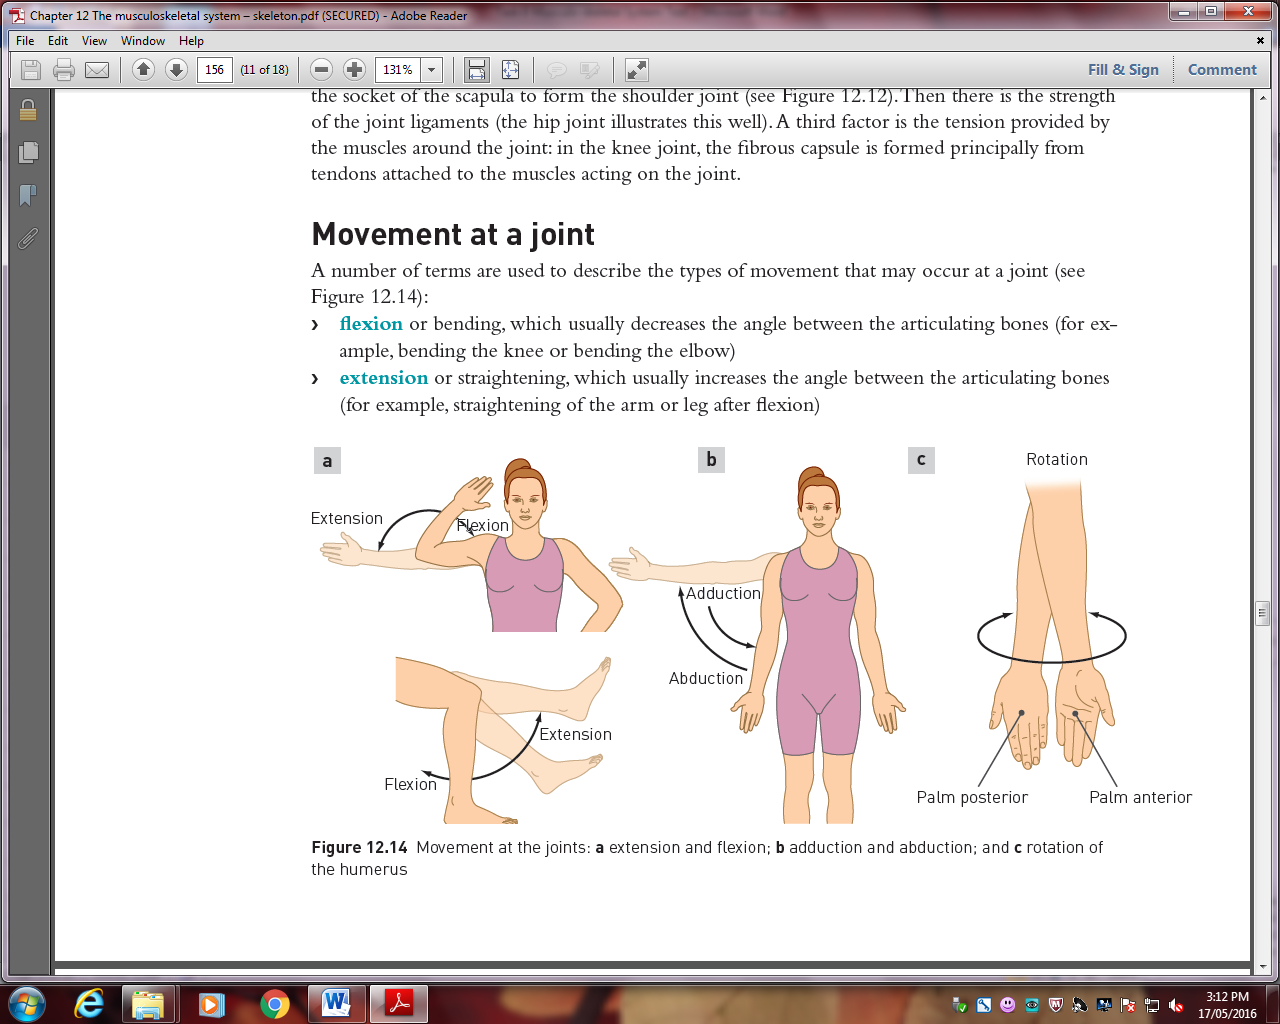 Chapter 12 The musculoskeletal system – skeleton.pdf (SECURED) - Adobe Reader
File Edit View Window Help
156 (11 of 18) 131% Fill & Sign Comment
the socket of the scapula to form the shoulder joint (see Figure 12.12). Then there is the strength
of the joint ligaments (the hip joint illustrates this well). A third factor is the tension provided by
the muscles around the joint: in the knee joint, the fibrous capsule is formed principally from
tendons attached to the muscles acting on the joint.
Movement at a joint
A number of terms are used to describe the types of movement that may occur at a joint (see
Figure 12.14):
› flexion or bending, which usually decreases the angle between the articulating bones (for ex-
ample, bending the knee or bending the elbow)
› extension or straightening, which usually increases the angle between the articulating bones
(for example, straightening of the arm or leg after flexion)
a
Extension
Flexion
Extension
Flexion
b
Adduction
Abduction
c
Rotation
Palm posterior
Palm anterior
Figure 12.14 Movement at the joints: a extension and flexion; b adduction and abduction; and c rotation of
the humerus
3:12 PM
17/05/2016